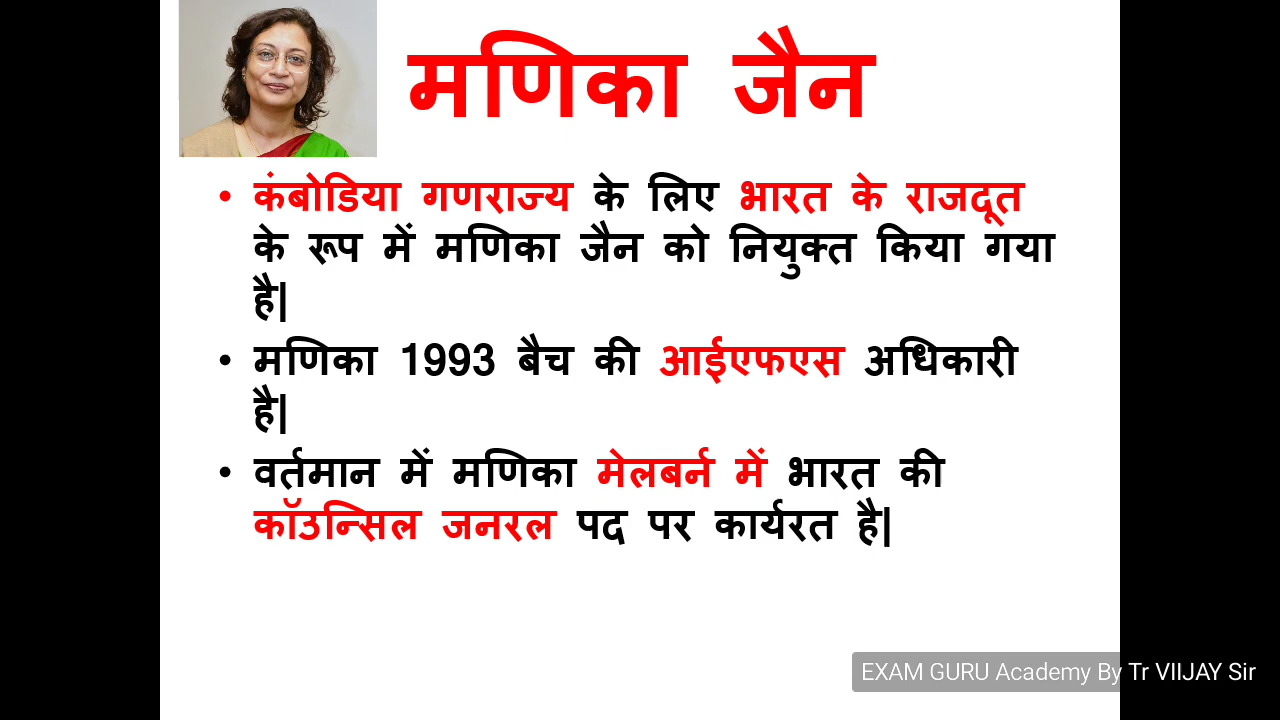 मणिका जैन
• कंबोडिया गणराज्य के लिए भारत के राजदूत
के रूप में मणिका जैन को नियुक्त किया गया
है|
• मणिका 1993 बैच की आईएफएस अधिकारी
है|
• वर्तमान में मणिका मेलबर्न में भारत की
कॉउन्सिल जनरल पद पर कार्यरत है|
EXAM GURU Academy By Tr VIIJAY Sir